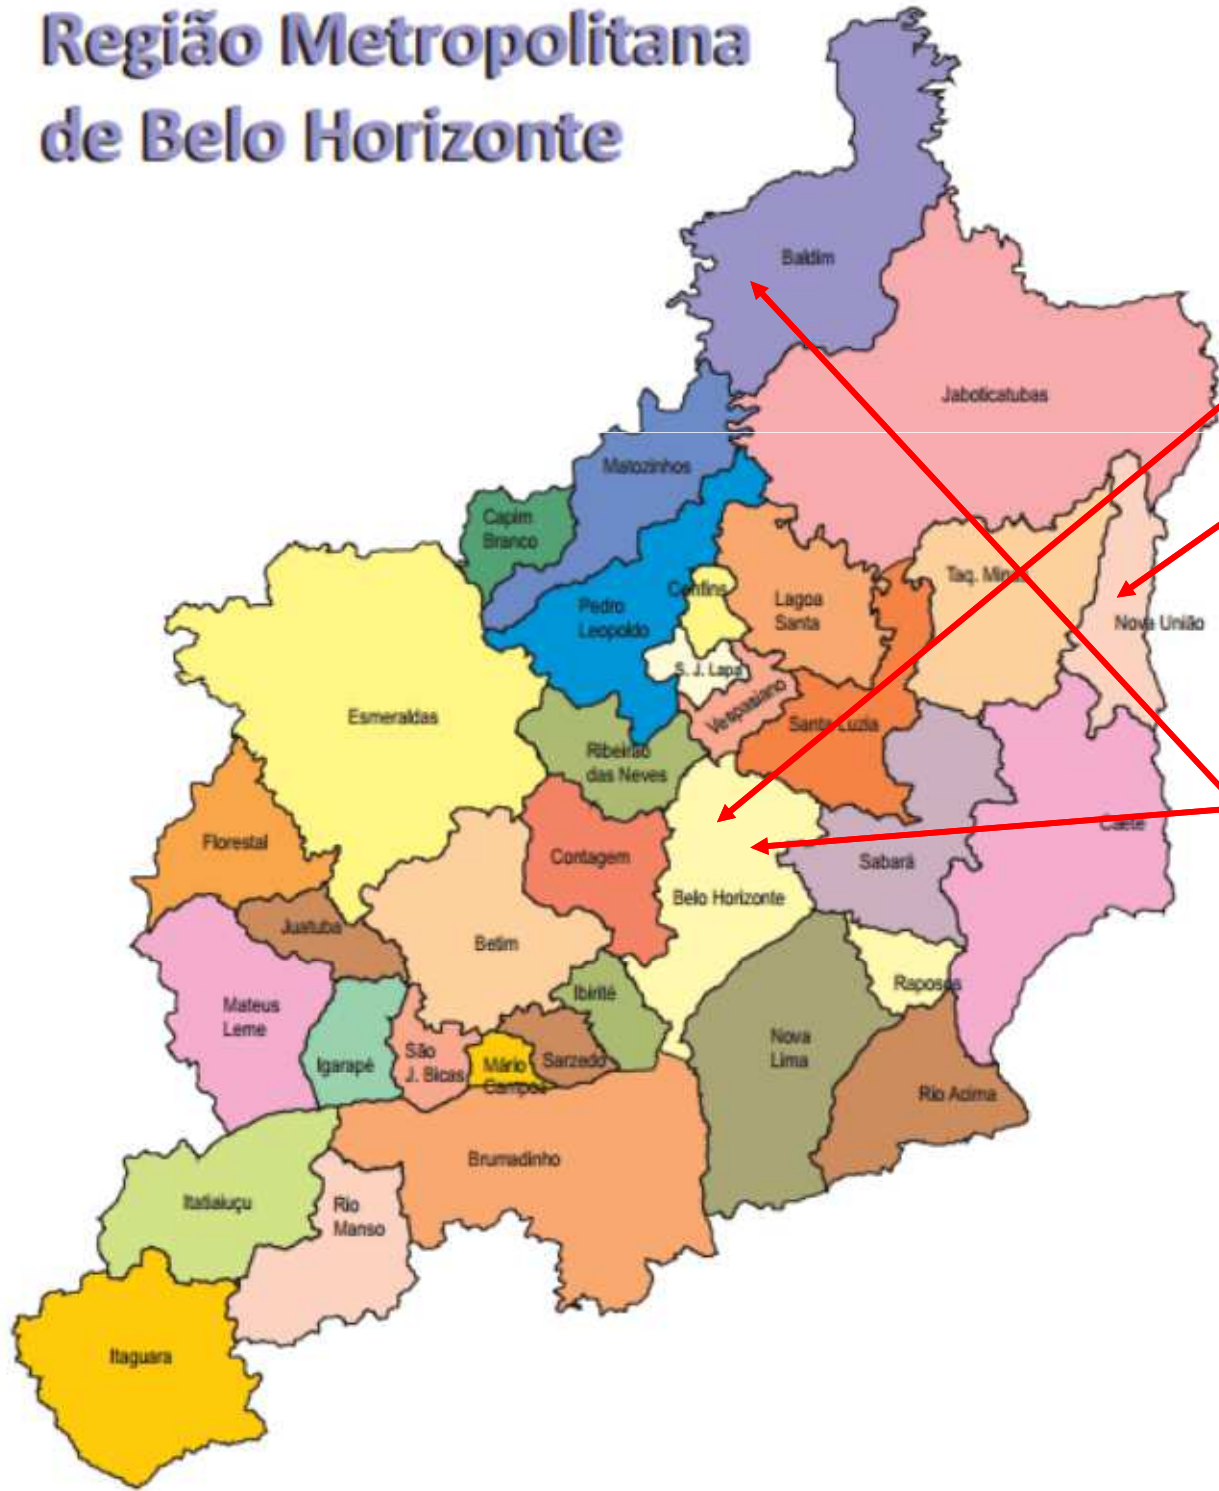 Região Metropolitana
de Belo Horizonte
Baldim
Jaboticatubas
Matozinhos
Capim
Branco
Confins
Taq. Minas
Pedro
Leopoldo
Lagoa
Santa
Nova União
S. J. Lapa
Vespasiano
Esmeraldas
Santa Luzia
Ribeirão
das Neves
Florestal
Contagem
Caeté
Sabará
Belo Horizonte
Juatuba
Betim
Raposos
Ibirité
Mateus
Leme
Nova
Lima
Igarapé
São
J. Bicas
Mário
Campos
Sarzedo
Rio Acima
Brumadinho
Itatiaiuçu
Rio
Manso
Itaguara